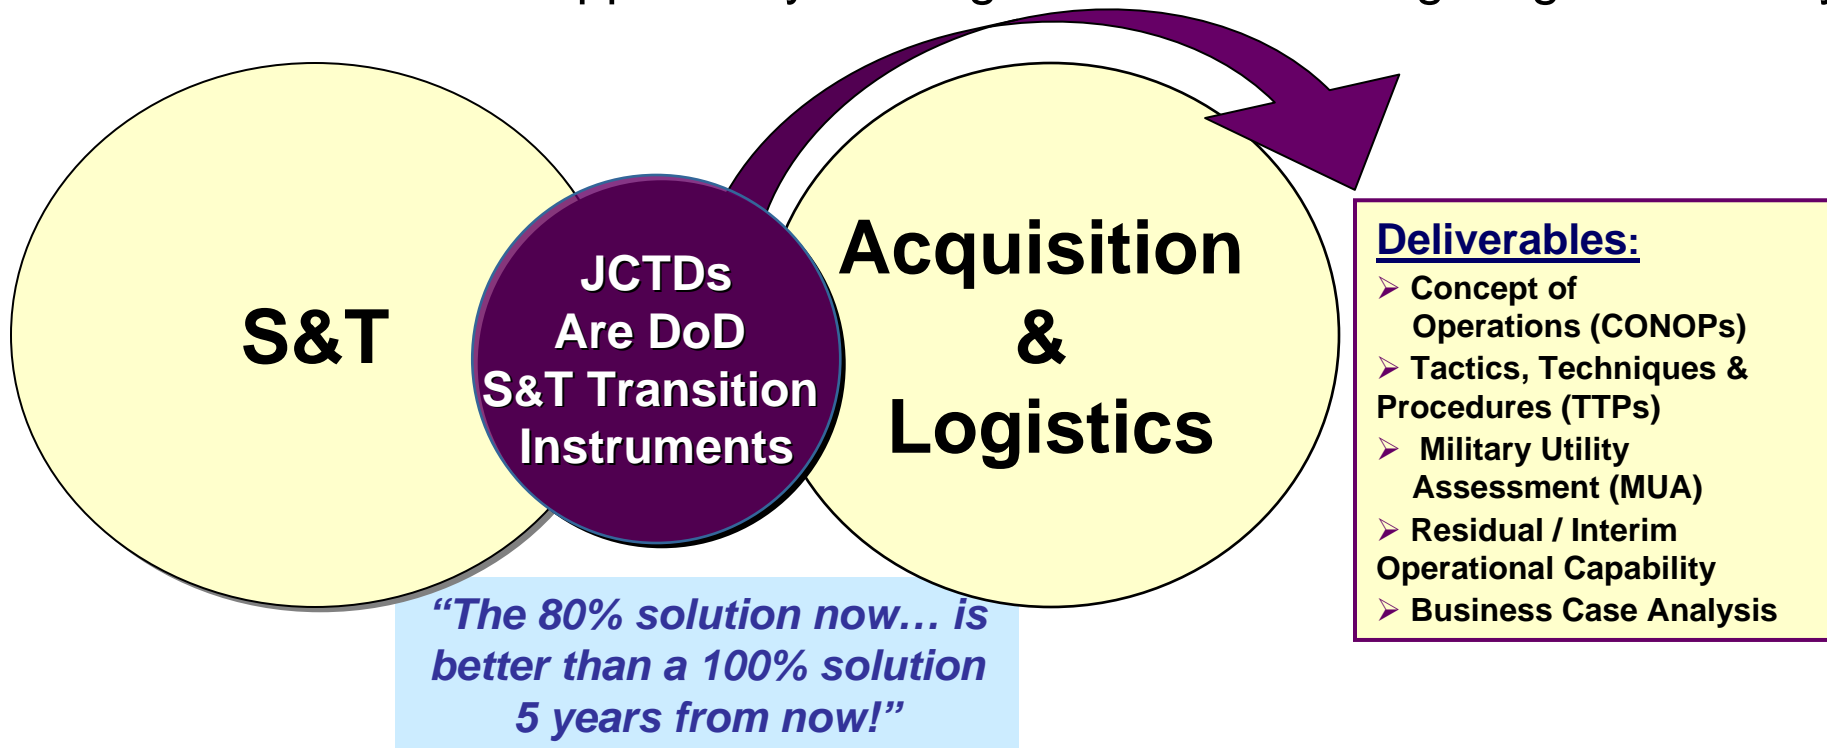 S&T
JCTDs
Are DoD
S&T Transition
Instruments
Acquisition
&
Logistics
Deliverables:
➢ Concept of
Operations (CONOPs)
➢ Tactics, Techniques &
Procedures (TTPs)
➢ Military Utility
Assessment (MUA)
➢ Residual / Interim
Operational Capability
➢ Business Case Analysis
“The 80% solution now… is
better than a 100% solution
5 years from now!”